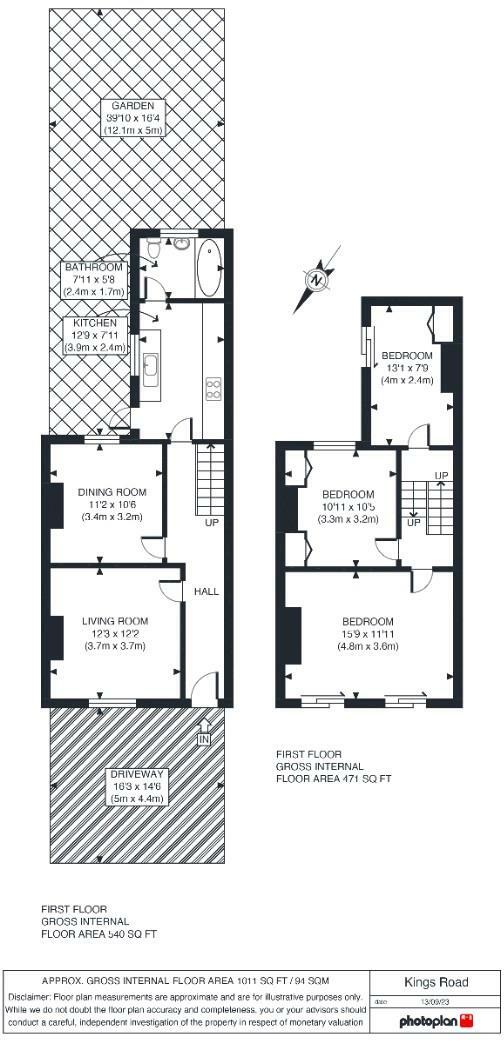 GARDEN
39'10 x 16'4
(12.1m x 5m)
BATHROOM
7'11 x 5'8
(2.4m x 1.7m)
KITCHEN
12'9 x 7'11
(3.9m x 2.4m)
N
BEDROOM
13'1 x 7'9
(4m x 2.4m)
DINING ROOM
11'2 x 10'6
(3.4m x 3.2m)
UP
BEDROOM
10'11 x 10'5
(3.3m x 3.2m)
UP
UP
HALL
LIVING ROOM
12'3 x 12'2
(3.7m x 3.7m)
BEDROOM
15'9 x 11'11
(4.8m x 3.6m)
IN
DRIVEWAY
16'3 x 14'6
(5m x 4.4m)
FIRST FLOOR
GROSS INTERNAL
FLOOR AREA 471 SQ FT
FIRST FLOOR
GROSS INTERNAL
FLOOR AREA 540 SQ FT
APPROX. GROSS INTERNAL FLOOR AREA 1011 SQ FT / 94 SQM
Disclaimer: Floor plan measurements are approximate and are for illustrative purposes only.
While we do not doubt the floor plan accuracy and completeness, you or your advisors should
conduct a careful, independent investigation of the property in respect of monetary valuation
Kings Road
date 13/09/23
photoplan